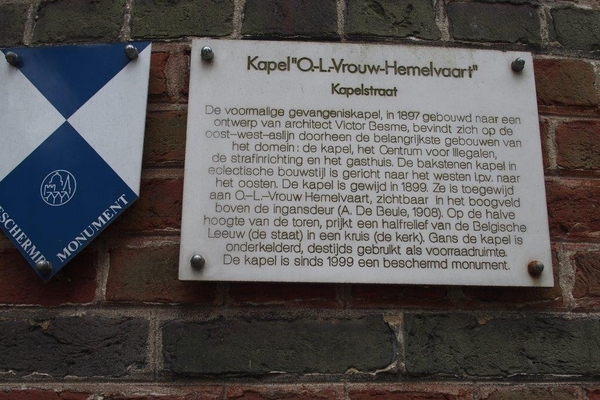 Kapel "O.-L.-Vrouw-Hemelvaart"
Kapelstraat
De voormalige gevangeniskapel, in 1897 gebouwd naar een
ontwerp van architect Victor Besme, bevindt zich op de
oost-west-aslijn doorheen de belangrijkste gebouwen van
het domein: de kapel, het Centrum voor Illegalen,
de strafinrichting en het gasthuis. De bakstenen kapel in
eclectische bouwstijl is gericht naar het westen i.p.v. naar
het oosten. De kapel is gewijd in 1899. Ze is toegewijd
aan O.-L.-Vrouw Hemelvaart, zichtbaar in het boogveld
boven de ingansdeur (A. De Beule, 1908). Op de halve
hoogte van de toren, prijkt een halfrelief van de Belgische
Leeuw (de staat) in een kruis (de kerk). Gans de kapel is
onderkelderd, destijds gebruikt als voorraadruimte.
De kapel is sinds 1999 een beschermd monument.
ESCHERMD
MONUMENT